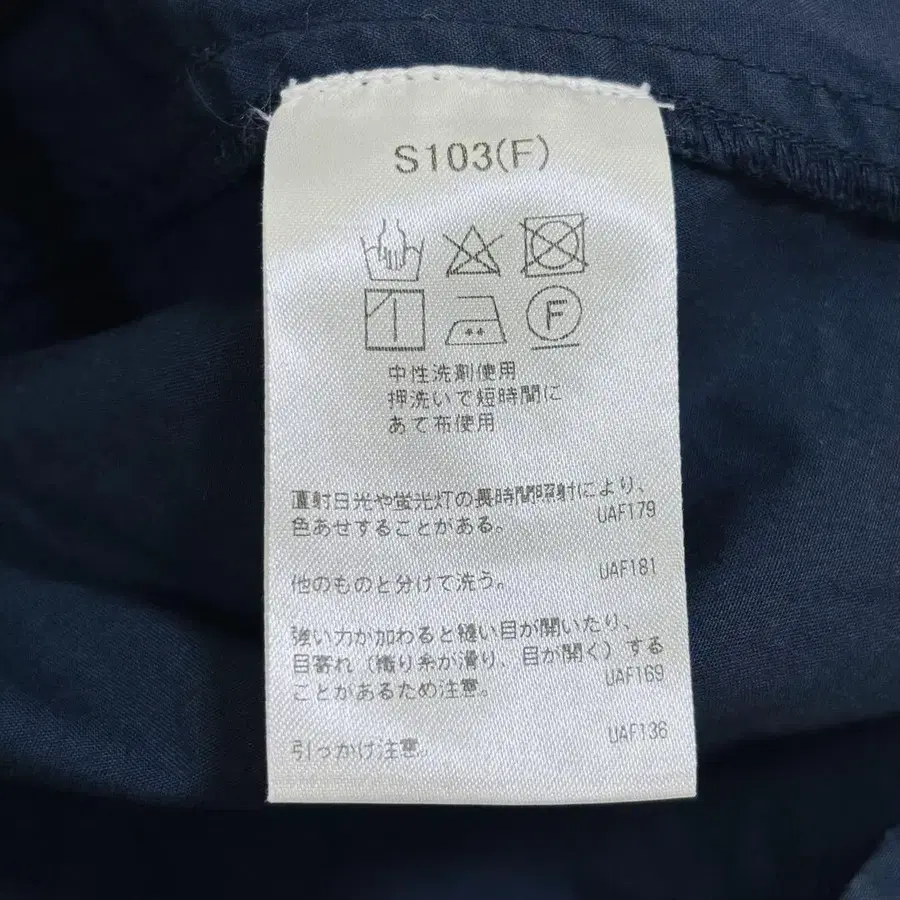 S103(F)
F
中性洗剤使用
押洗いで短時間に
あて布使用
直射日光や蛍光灯の長時間照射により、
色あせすることがある。 UAF179
他のものと分けて洗う。 UAF181
強い力が加わると縫い目が開いたり、
目寄れ（織り糸が滑り、目が開く）する
ことがあるため注意。 UAF169
引っかけ注意。 UAF136